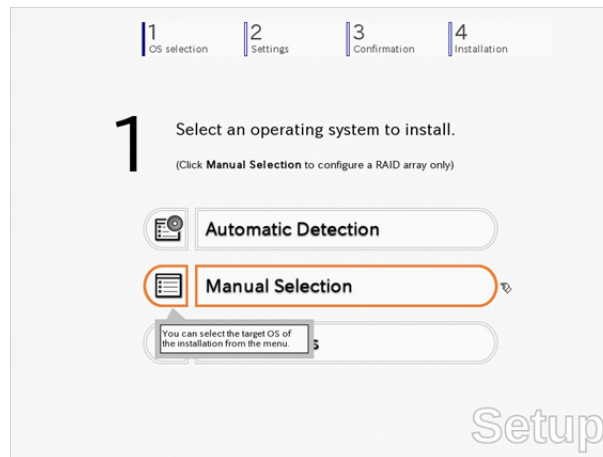 1
OS selection
2
Settings
3
Confirmation
4
Installation
1
Select an operating system to install.
(Click Manual Selection to configure a RAID array only)
Automatic Detection
Manual Selection
You can select the target OS of
the installation from the menu.
Setup